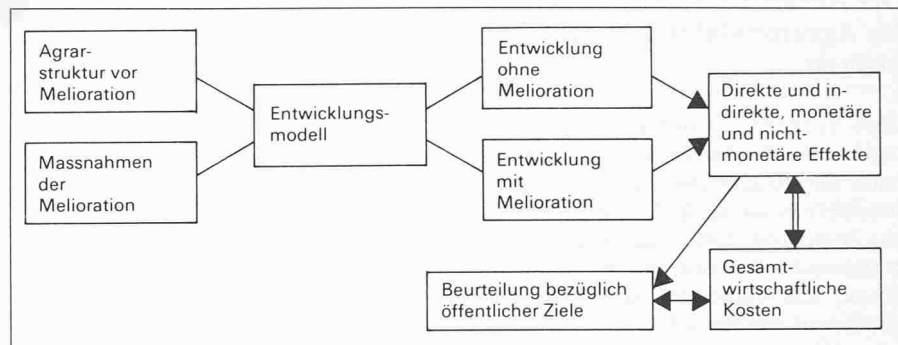 Agrar-
struktur vor
Melioration
Massnahmen
der
Melioration
Entwicklungs-
modell
Entwicklung
ohne
Melioration
Entwicklung
mit
Melioration
Direkte und in-
direkte, monetäre
und nicht-
monetäre Effekte
Beurteilung bezüglich
öffentlicher Ziele
Gesamt-
wirtschaftliche
Kosten